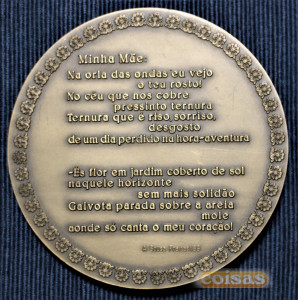 Minha Mãe
Na orla das ondas eu vejo
o teu rosto!
No céu que nos cobre
pressinto ternura
Ternura que é riso, sorriso,
desgosto
de um dia perdido na hora-aventura
-És flor em jardim coberto de sol
naquele horizonte
sem mais solidão
Gaivota parada sobre a areia
mole
aonde só canta o meu coração!
coisas